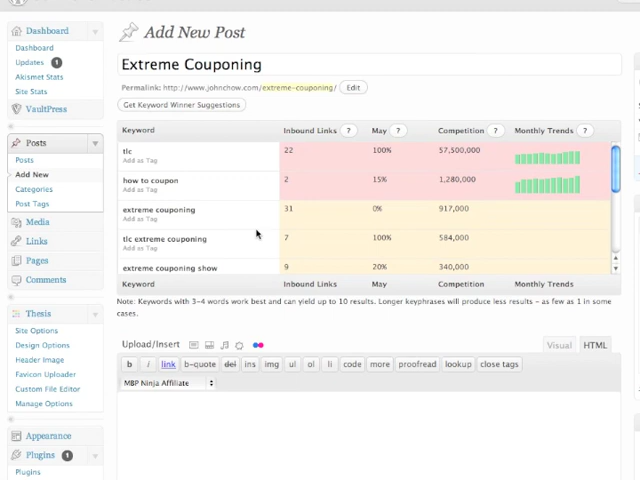 Dashboard
Dashboard
Updates 1
Akismet Stats
Site Stats
VaultPress
Posts
Posts
Add New
Categories
Post Tags
Media
Links
Pages
Comments
Thesis
Site Options
Design Options
Header Image
Favicon Uploader
Custom File Editor
Manage Options
Appearance
Plugins 1
Plugins
Add New Post
Extreme Couponing
Permalink: http://www.johnchow.com/extreme-couponing/ Edit
Get Keyword Winner Suggestions
Keyword Inbound Links ? May ? Competition ? Monthly Trends ?
tlc 22 100% 57,500,000
Add as Tag
how to coupon 2 15% 1,280,000
Add as Tag
extreme couponing 31 0% 917,000
Add as Tag
tlc extreme couponing 7 100% 584,000
Add as Tag
extreme couponing show 9 20% 340,000
Keyword Inbound Links May Competition Monthly Trends
Note: Keywords with 3-4 words work best and can yield up to 10 results. Longer keyphrases will produce less results - as few as 1 in some
cases.
Upload/Insert Visual HTML
b i link b-quote del ins img ul ol li code more proofread lookup close tags
MBP Ninja Affiliate